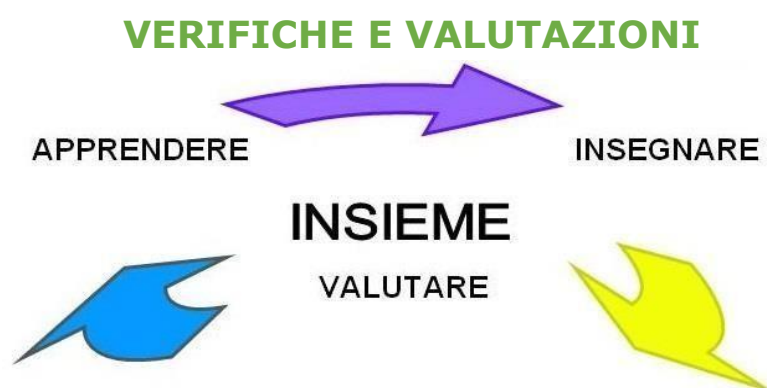 VERIFICHE E VALUTAZIONI
APPRENDERE
INSEGNARE
INSIEME
VALUTARE